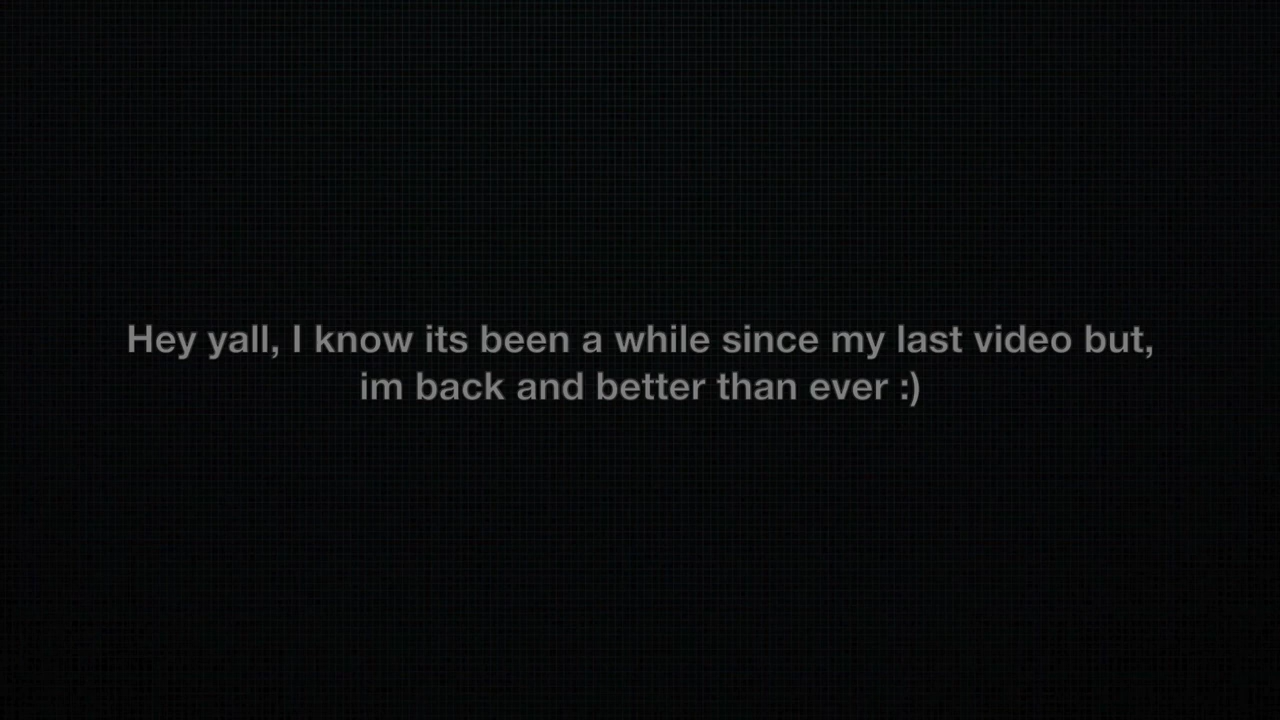 Hey yall, I know its been a while since my last video but,
im back and better than ever :)